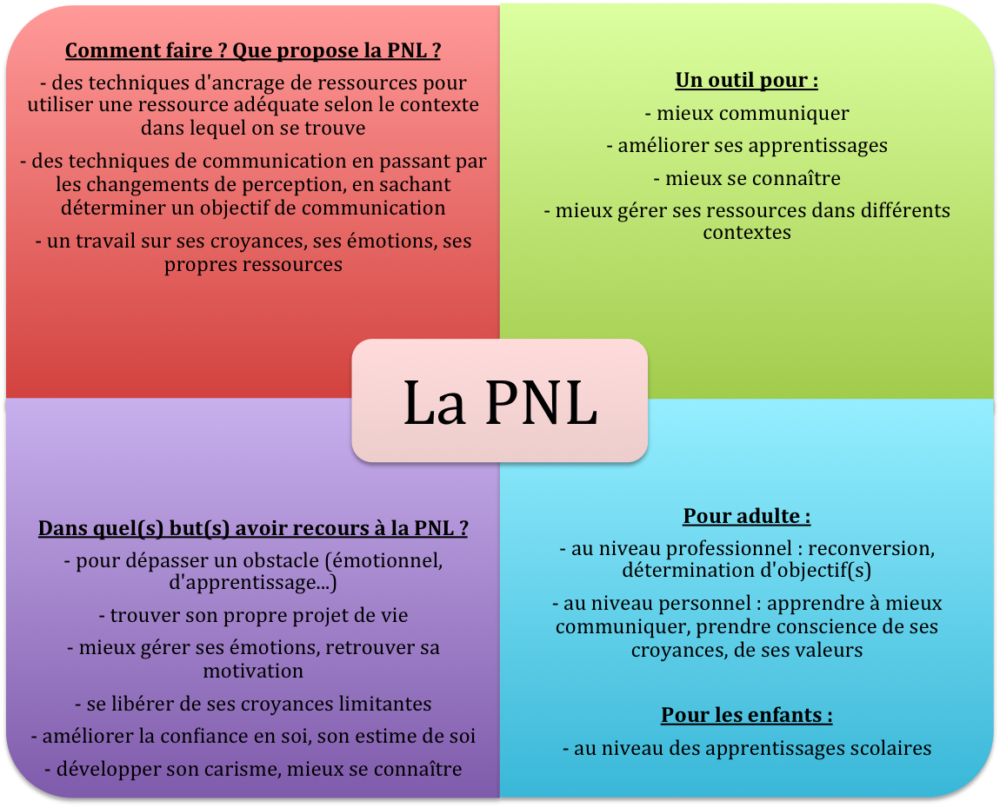 Comment faire ? Que propose la PNL ?
- des techniques d'ancrage de ressources pour
utiliser une ressource adéquate selon le contexte
dans lequel on se trouve
- des techniques de communication en passant par
les changements de perception, en sachant
déterminer un objectif de communication
- un travail sur ses croyances, ses émotions, ses
propres ressources
Un outil pour :
- mieux communiquer
- améliorer ses apprentissages
- mieux se connaître
- mieux gérer ses ressources dans différents
contextes
La PNL
Dans quel(s) but(s) avoir recours à la PNL ?
- pour dépasser un obstacle (émotionnel,
d'apprentissage...)
- trouver son propre projet de vie
- mieux gérer ses émotions, retrouver sa
motivation
- se libérer de ses croyances limitantes
- améliorer la confiance en soi, son estime de soi
- développer son carisme, mieux se connaître
Pour adulte :
- au niveau professionnel : reconversion,
détermination d'objectif(s)
- au niveau personnel : apprendre à mieux
communiquer, prendre conscience de ses
croyances, de ses valeurs
Pour les enfants :
- au niveau des apprentissages scolaires